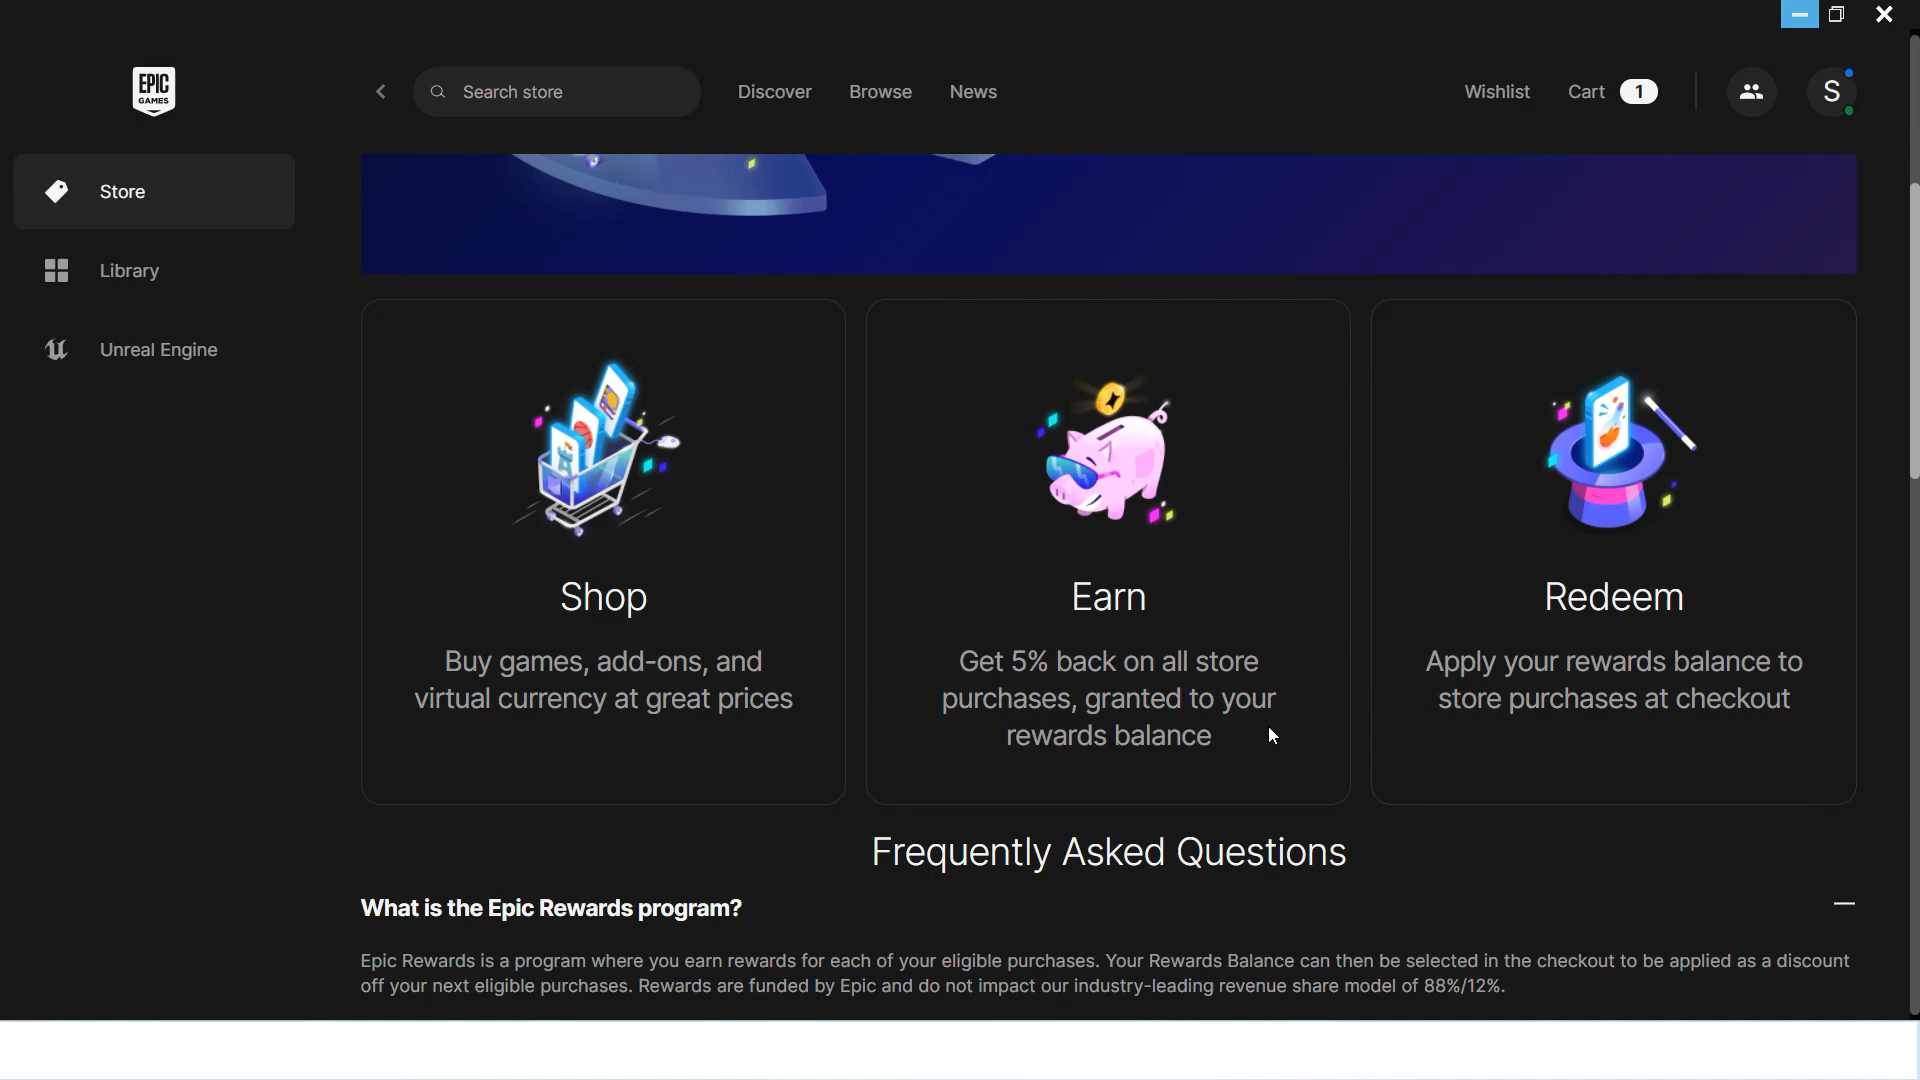 EPIC
GAMES
Search store
Discover
Browse
News
Wishlist
Cart
1
S
Store
Library
Unreal Engine
Shop
Buy games, add-ons, and
virtual currency at great prices
Earn
Get 5% back on all store
purchases, granted to your
rewards balance
Redeem
Apply your rewards balance to
store purchases at checkout
Frequently Asked Questions
What is the Epic Rewards program?
Epic Rewards is a program where you earn rewards for each of your eligible purchases. Your Rewards Balance can then be selected in the checkout to be applied as a discount
off your next eligible purchases. Rewards are funded by Epic and do not impact our industry-leading revenue share model of 88%/12%.